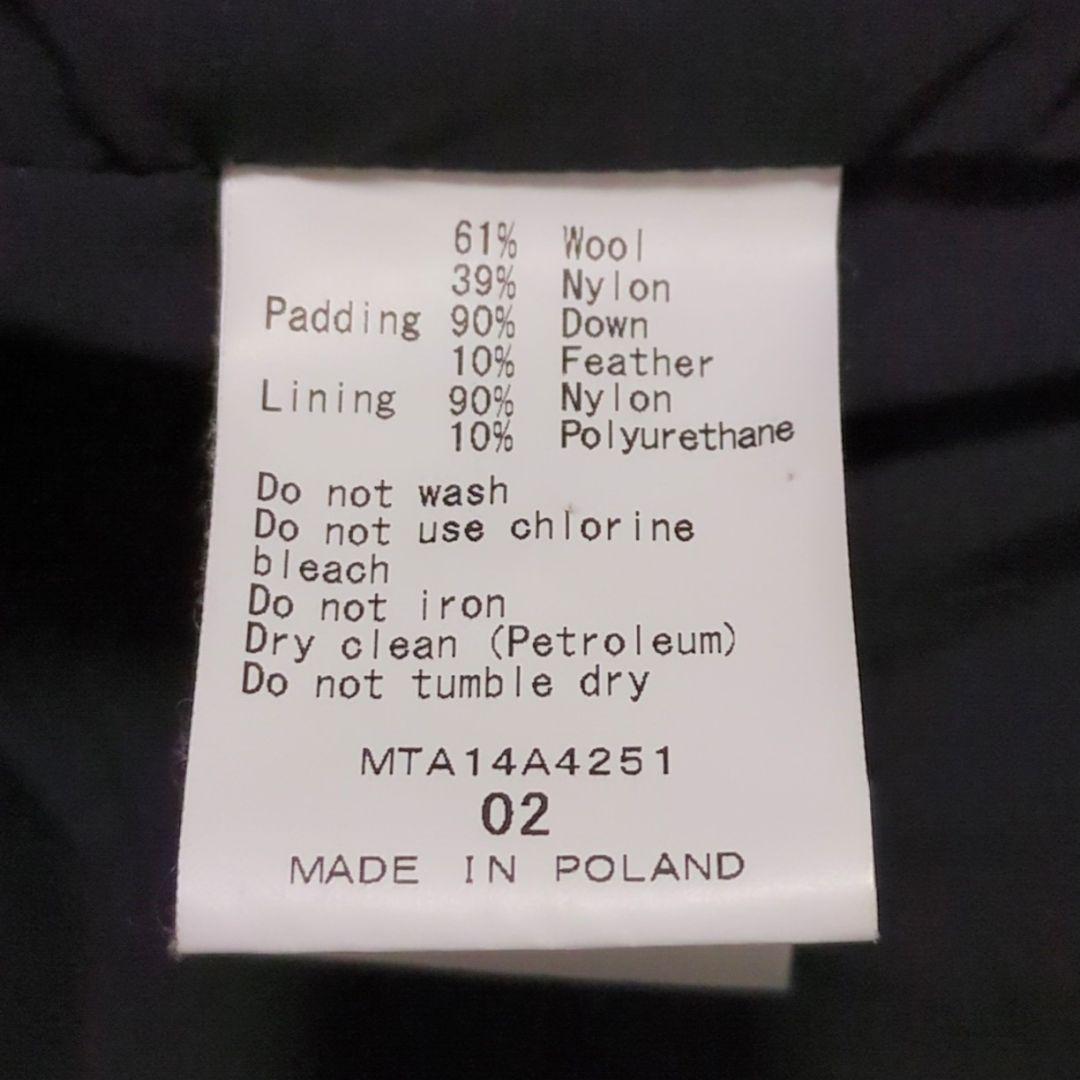 61% Wool
39% Nylon
Padding 90% Down
10% Feather
Lining 90% Nylon
10% Polyurethane
Do not wash
Do not use chlorine
bleach
Do not iron
Dry clean (Petroleum)
Do not tumble dry
MTA14A4251
02
MADE IN POLAND